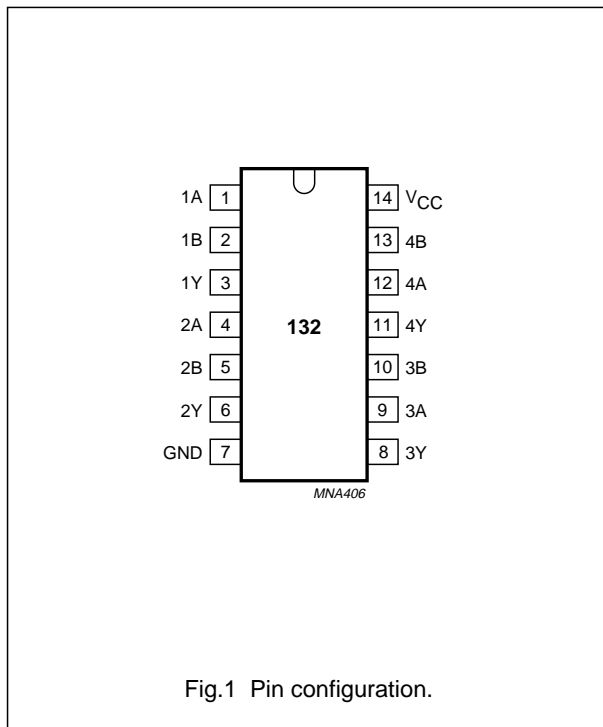 1A 1 14 VCC
1B 2 13 4B
1Y 3 12 4A
2A 4 132 11 4Y
2B 5 10 3B
2Y 6 9 3A
GND 7 8 3Y
MNA406
Fig.1 Pin configuration.